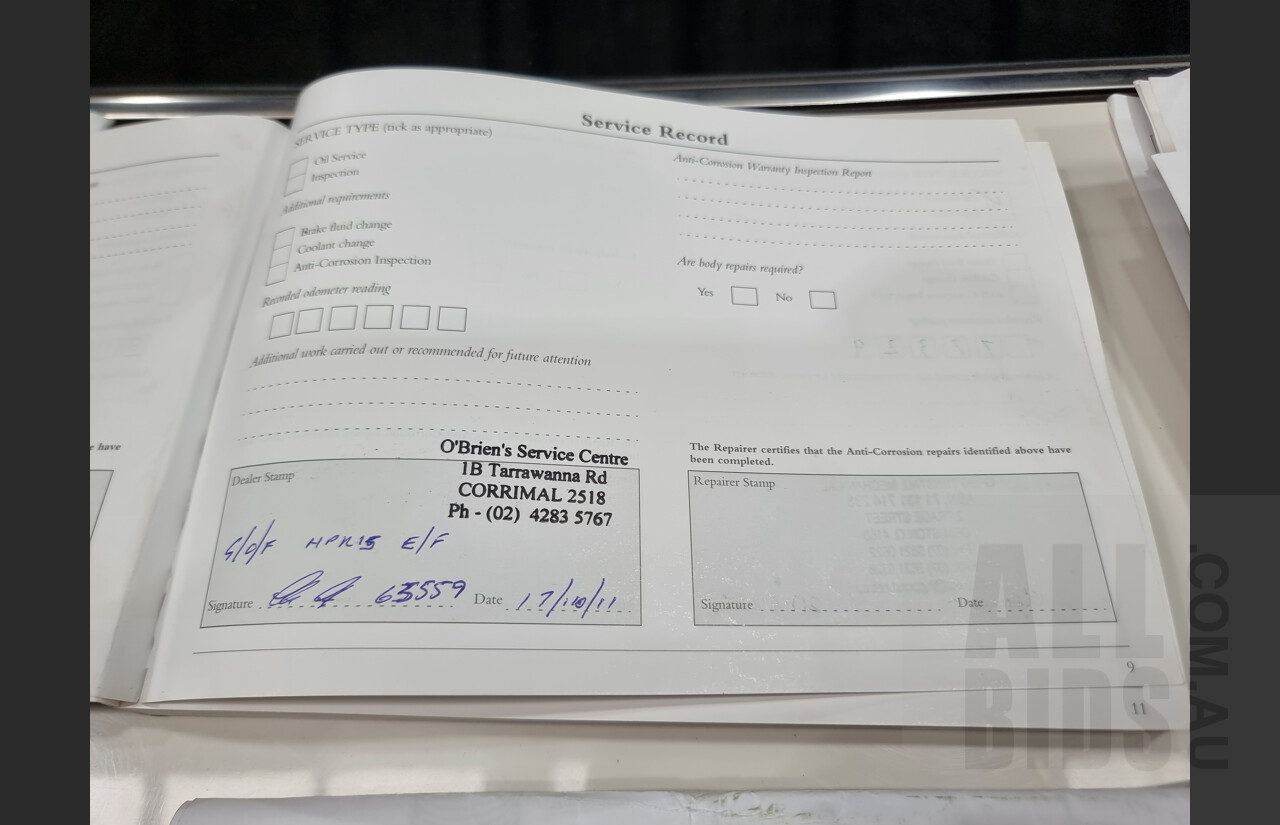 Service Record
SERVICE TYPE (tick as appropriate)
Oil Service
Inspection
Additional requirements
Brake fluid change
Coolant change
Anti-Corrosion Inspection
Recorded odometer reading
Additional work carried out or recommended for future attention
O'Brien's Service Centre
1B Tarrawanna Rd
CORRIMAL 2518
Ph - (02) 4283 5767
Dealer Stamp
HPR15 E/F
Signature 63559 Date 17/10/11
Anti-Corrosion Warranty Inspection Report
Are body repairs required?
Yes No
The Repairer certifies that the Anti-Corrosion repairs identified above have
been completed.
Repairer Stamp
Signature Date
9
11
have
ALL
BIDS
.COM.AU